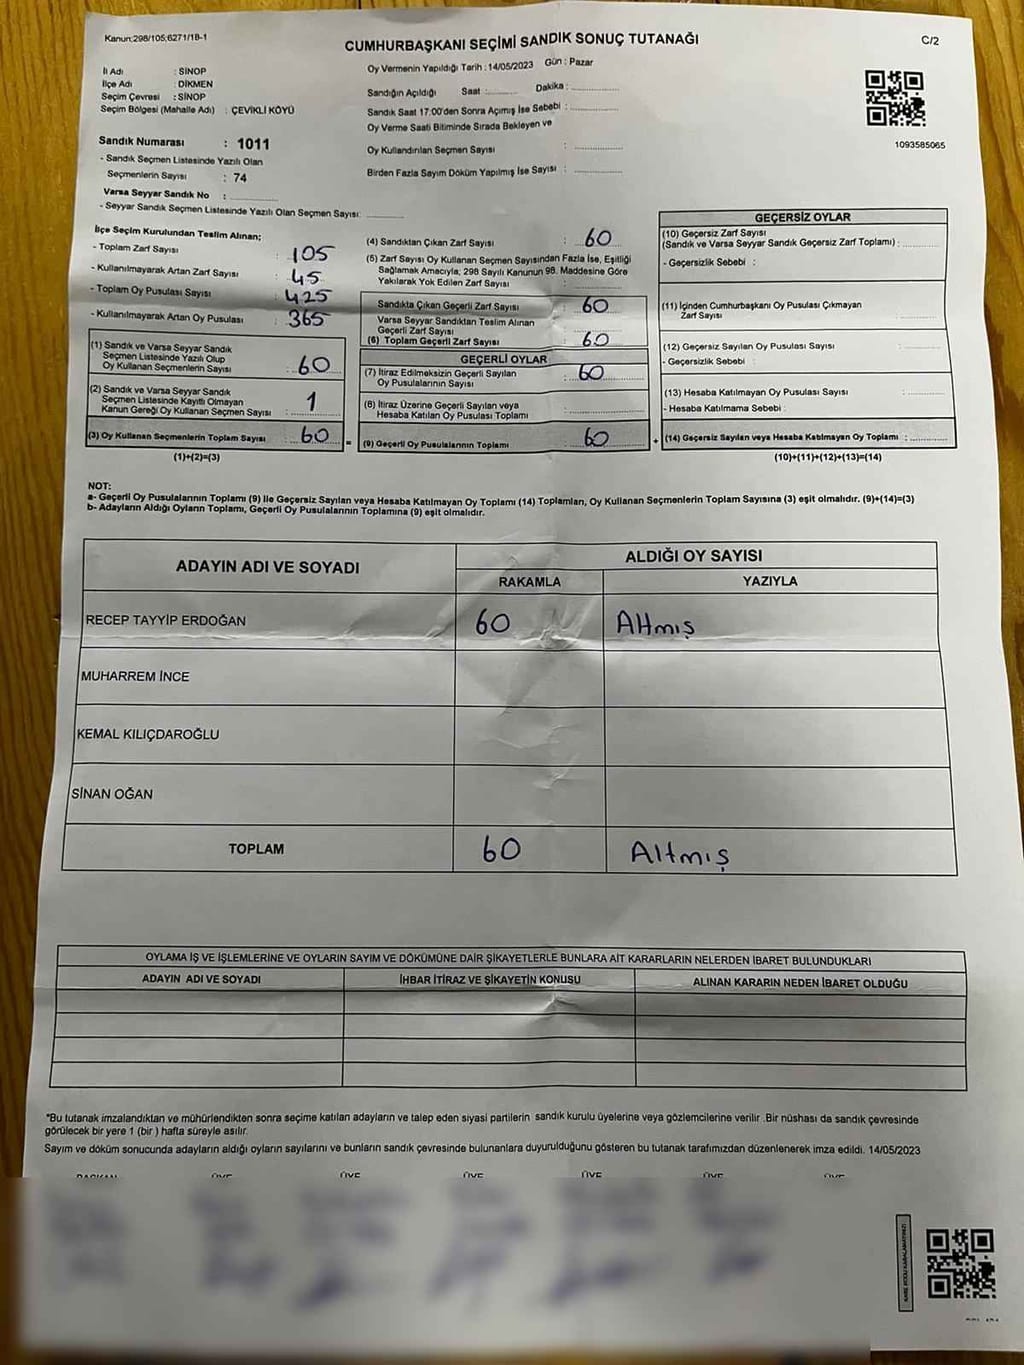 Kanun:298/105;6271/18-1
CUMHURBAŞKANI SEÇİMİ SANDIK SONUÇ TUTANAĞI
C/2
İl Adı : SİNOP
İlçe Adı : DİKMEN
Seçim Çevresi : SİNOP
Seçim Bölgesi (Mahalle Adı) : ÇEVİKLİ KÖYÜ
Oy Vermenin Yapıldığı Tarih : 14/05/2023 Gün : Pazar
Sandığın Açıldığı Saat :.......... Dakika :..............
Sandık Saat 17:00'den Sonra Açımış İse Sebebi :..............
Oy Verme Saati Bitiminde Sırada Bekleyen ve
Oy Kullandırılan Seçmen Sayısı : ..............
Birden Fazla Sayım Döküm Yapılmış İse Sayısı : ..............
1093585065
Sandık Numarası : 1011
- Sandık Seçmen Listesinde Yazılı Olan
Seçmenlerin Sayısı : 74
Varsa Seyyar Sandık No : ..............
- Seyyar Sandık Seçmen Listesinde Yazılı Olan Seçmen Sayısı: ..........
İlçe Seçim Kurulundan Teslim Alınan;
- Toplam Zarf Sayısı : 105
- Kullanılmayarak Artan Zarf Sayısı : 45
- Toplam Oy Pusulası Sayısı : 425
- Kullanılmayarak Artan Oy Pusulası : 365
(1) Sandık ve Varsa Seyyar Sandık
Seçmen Listesinde Yazılı Olup
Oy Kullanan Seçmenlerin Sayısı : 60
(2) Sandık ve Varsa Seyyar Sandık
Seçmen Listesinde Kayıtlı Olmayan
Kanun Gereği Oy Kullanan Seçmen Sayısı : 1
(3) Oy Kullanan Seçmenlerin Toplam Sayısı : 60 =
(1)+(2)=(3)
(4) Sandıktan Çıkan Zarf Sayısı : 60
(5) Zarf Sayısı Oy Kullanan Seçmen Sayısından Fazla İse, Eşitliği
Sağlamak Amacıyla; 298 Sayılı Kanunun 98. Maddesine Göre
Yakılarak Yok Edilen Zarf Sayısı : ..............
Sandıkta Çıkan Geçerli Zarf Sayısı : 60
Varsa Seyyar Sandıktan Teslim Alınan
Geçerli Zarf Sayısı : ..............
(6) Toplam Geçerli Zarf Sayısı : 60
GEÇERLİ OYLAR
(7) İtiraz Edilmeksizin Geçerli Sayılan
Oy Pusulalarının Sayısı : 60
(8) İtiraz Üzerine Geçerli Sayılan veya
Hesaba Katılan Oy Pusulası Toplamı : ..............
(9) Geçerli Oy Pusulalarının Toplamı : 60 +
GEÇERSİZ OYLAR
(10) Geçersiz Zarf Sayısı
(Sandık ve Varsa Seyyar Sandık Geçersiz Zarf Toplamı) : ..........
- Geçersizlik Sebebi :
(11) İçinden Cumhurbaşkanı Oy Pusulası Çıkmayan
Zarf Sayısı : ..........
(12) Geçersiz Sayılan Oy Pusulası Sayısı : ..........
- Geçersizlik Sebebi :
(13) Hesaba Katılmayan Oy Pusulası Sayısı : ..........
- Hesaba Katılmama Sebebi :
(14) Geçersiz Sayılan veya Hesaba Katılmayan Oy Toplamı : ..........
(10)+(11)+(12)+(13)=(14)
NOT:
a- Geçerli Oy Pusulalarının Toplamı (9) ile Geçersiz Sayılan veya Hesaba Katılmayan Oy Toplamı (14) Toplamları, Oy Kullanan Seçmenlerin Toplam Sayısına (3) eşit olmalıdır. (9)+(14)=(3)
b- Adayların Aldığı Oyların Toplamı, Geçerli Oy Pusulalarının Toplamına (9) eşit olmalıdır.
ADAYIN ADI VE SOYADI
ALDIĞI OY SAYISI
RAKAMLA YAZIYLA
RECEP TAYYİP ERDOĞAN 60 Altmış
MUHARREM İNCE
KEMAL KILIÇDAROĞLU
SİNAN OĞAN
TOPLAM 60 Altmış
OYLAMA İŞ VE İŞLEMLERİNE VE OYLARIN SAYIM VE DÖKÜMÜNE DAİR ŞİKAYETLERLE BUNLARA AİT KARARLARIN NELERDEN İBARET BULUNDUKLARI
ADAYIN ADI VE SOYADI İHBAR İTİRAZ VE ŞİKAYETİN KONUSU ALINAN KARARIN NEDEN İBARET OLDUĞU
*Bu tutanak imzalandıktan ve mühürlendikten sonra seçime katılan adayların ve talep eden siyasi partilerin sandık kurulu üyelerine veya gözlemcilerine verilir .Bir nüshası da sandık çevresinde
görülecek bir yere 1 (bir ) hafta süreyle asılır.
Sayım ve döküm sonucunda adayların aldığı oyların sayılarını ve bunların sandık çevresinde bulunanlara duyurulduğunu gösteren bu tutanak tarafımızdan düzenlenerek imza edildi. 14/05/2023
BAŞKAN ÜYE ÜYE ÜYE ÜYE ÜYE ÜYE
KARE KODU KARALAMAYINIZ!